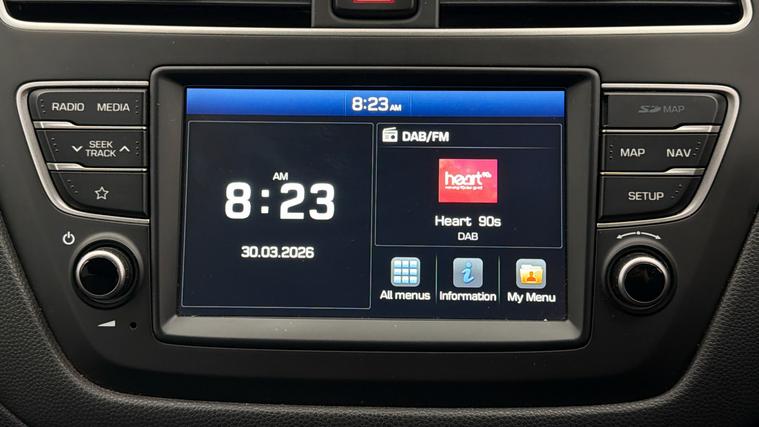 8:23 AM
RADIO MEDIA
SEEK
TRACK
AM
8:23
30.03.2026
DAB/FM
heart 90s
Heart 90s
DAB
All menus
Information
My Menu
SD MAP
MAP NAV
SETUP